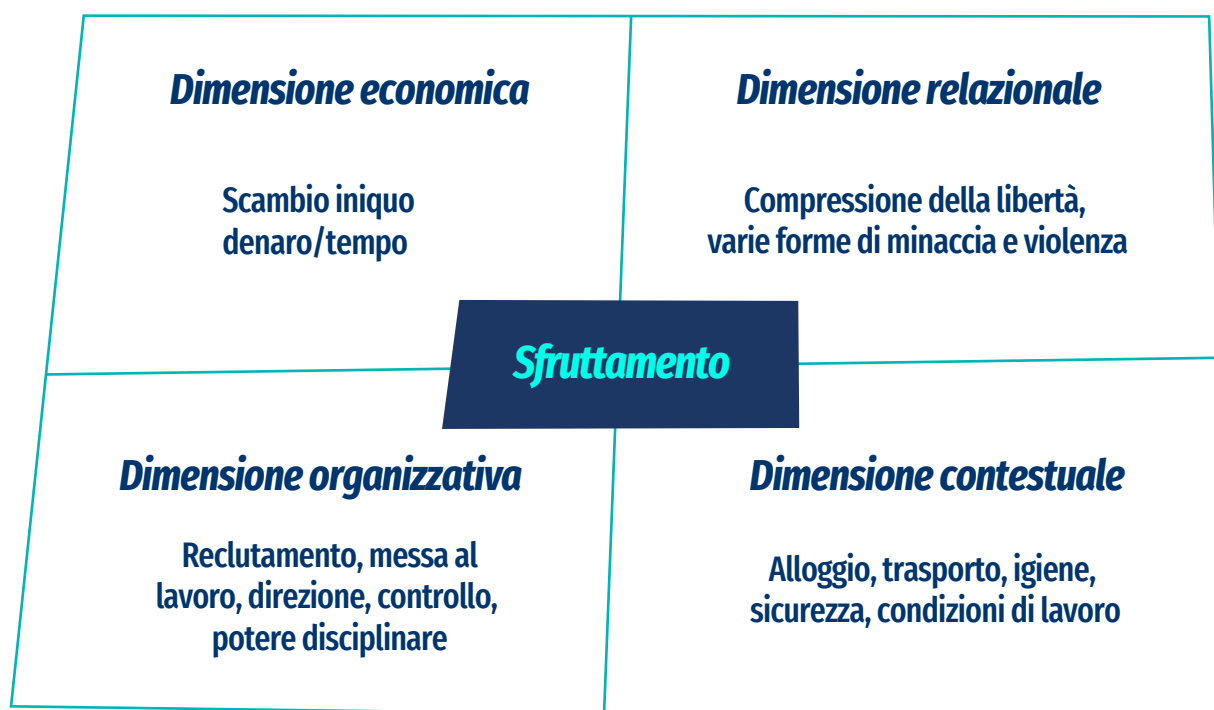 Dimensione economica
Scambio iniquo
denaro/tempo
Dimensione relazionale
Compressione della libertà,
varie forme di minaccia e violenza
Sfruttamento
Dimensione organizzativa
Reclutamento, messa al
lavoro, direzione, controllo,
potere disciplinare
Dimensione contestuale
Alloggio, trasporto, igiene,
sicurezza, condizioni di lavoro